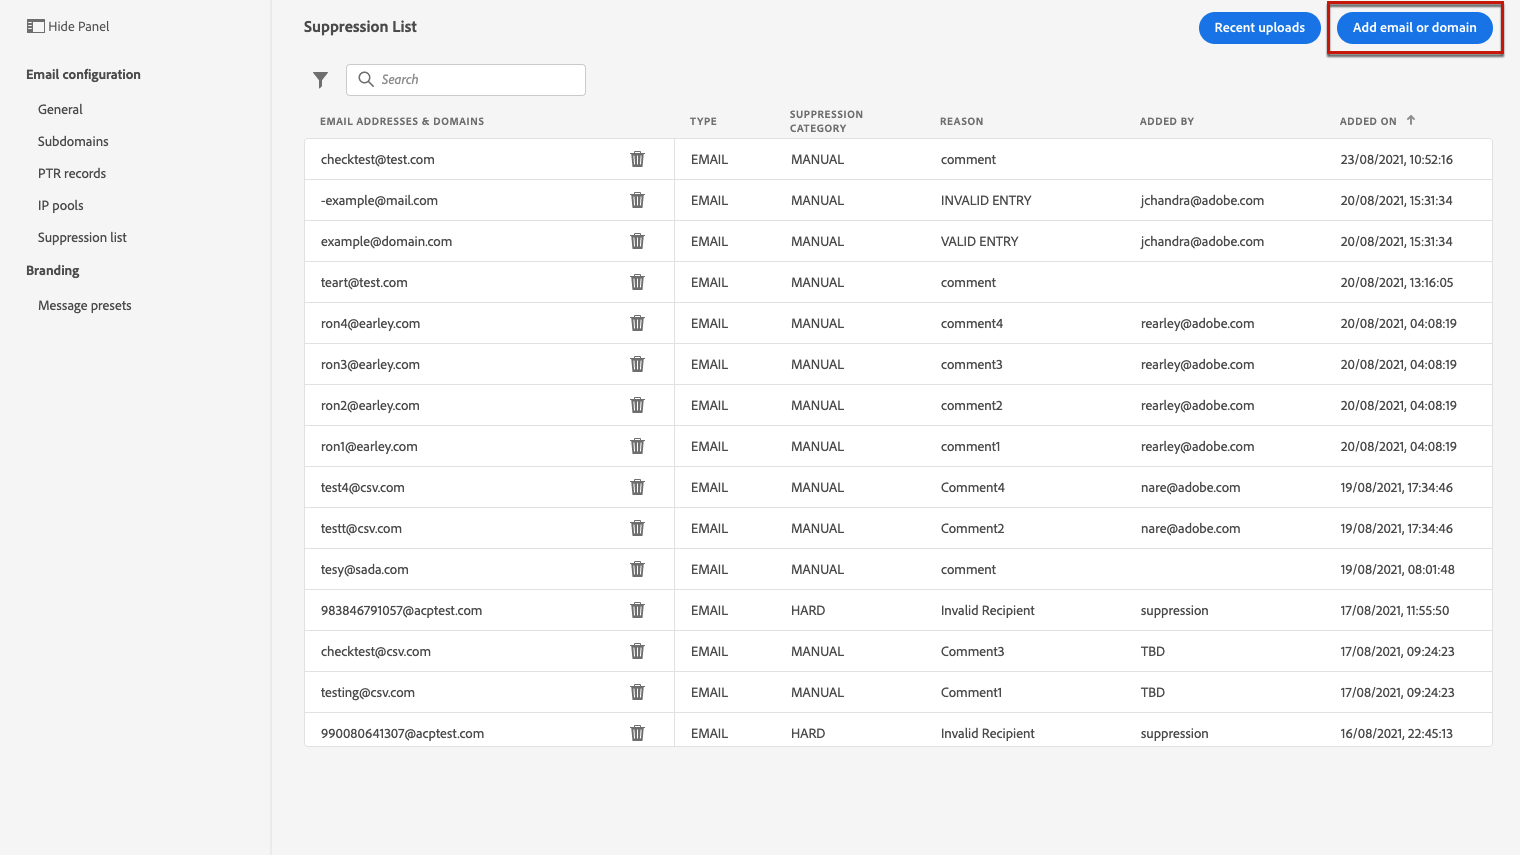 Hide Panel
Email configuration
General
Subdomains
PTR records
IP pools
Suppression list
Branding
Message presets
Suppression List
Recent uploads
Add email or domain
Search
EMAIL ADDRESSES & DOMAINS TYPE SUPPRESSION CATEGORY REASON ADDED BY ADDED ON
checktest@test.com EMAIL MANUAL comment 23/08/2021, 10:52:16
-example@mail.com EMAIL MANUAL INVALID ENTRY jchandra@adobe.com 20/08/2021, 15:31:34
example@domain.com EMAIL MANUAL VALID ENTRY jchandra@adobe.com 20/08/2021, 15:31:34
teart@test.com EMAIL MANUAL comment 20/08/2021, 13:16:05
ron4@earley.com EMAIL MANUAL comment4 rearley@adobe.com 20/08/2021, 04:08:19
ron3@earley.com EMAIL MANUAL comment3 rearley@adobe.com 20/08/2021, 04:08:19
ron2@earley.com EMAIL MANUAL comment2 rearley@adobe.com 20/08/2021, 04:08:19
ron1@earley.com EMAIL MANUAL comment1 rearley@adobe.com 20/08/2021, 04:08:19
test4@csv.com EMAIL MANUAL Comment4 nare@adobe.com 19/08/2021, 17:34:46
testt@csv.com EMAIL MANUAL Comment2 nare@adobe.com 19/08/2021, 17:34:46
tesy@sada.com EMAIL MANUAL comment 19/08/2021, 08:01:48
983846791057@acptest.com EMAIL HARD Invalid Recipient suppression 17/08/2021, 11:55:50
checktest@csv.com EMAIL MANUAL Comment3 TBD 17/08/2021, 09:24:23
testing@csv.com EMAIL MANUAL Comment1 TBD 17/08/2021, 09:24:23
990080641307@acptest.com EMAIL HARD Invalid Recipient suppression 16/08/2021, 22:45:13